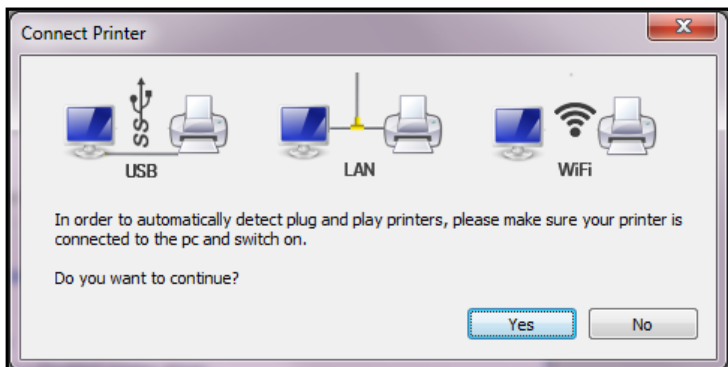 Connect Printer
SS
USB
LAN
WiFi
In order to automatically detect plug and play printers, please make sure your printer is
connected to the pc and switch on.
Do you want to continue?
Yes
No